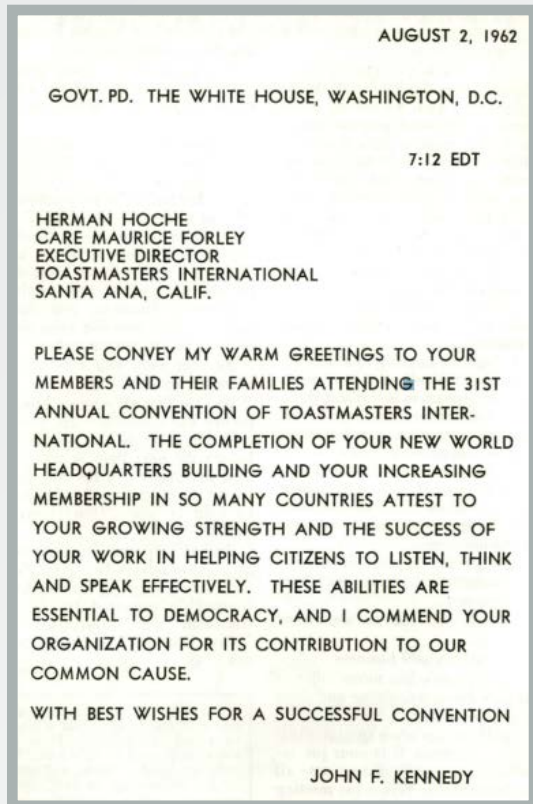 AUGUST 2, 1962
GOVT. PD. THE WHITE HOUSE, WASHINGTON, D.C.
7:12 EDT
HERMAN HOCHE
CARE MAURICE FORLEY
EXECUTIVE DIRECTOR
TOASTMASTERS INTERNATIONAL
SANTA ANA, CALIF.
PLEASE CONVEY MY WARM GREETINGS TO YOUR
MEMBERS AND THEIR FAMILIES ATTENDING THE 31ST
ANNUAL CONVENTION OF TOASTMASTERS INTER-
NATIONAL. THE COMPLETION OF YOUR NEW WORLD
HEADQUARTERS BUILDING AND YOUR INCREASING
MEMBERSHIP IN SO MANY COUNTRIES ATTEST TO
YOUR GROWING STRENGTH AND THE SUCCESS OF
YOUR WORK IN HELPING CITIZENS TO LISTEN, THINK
AND SPEAK EFFECTIVELY. THESE ABILITIES ARE
ESSENTIAL TO DEMOCRACY, AND I COMMEND YOUR
ORGANIZATION FOR ITS CONTRIBUTION TO OUR
COMMON CAUSE.
WITH BEST WISHES FOR A SUCCESSFUL CONVENTION
JOHN F. KENNEDY